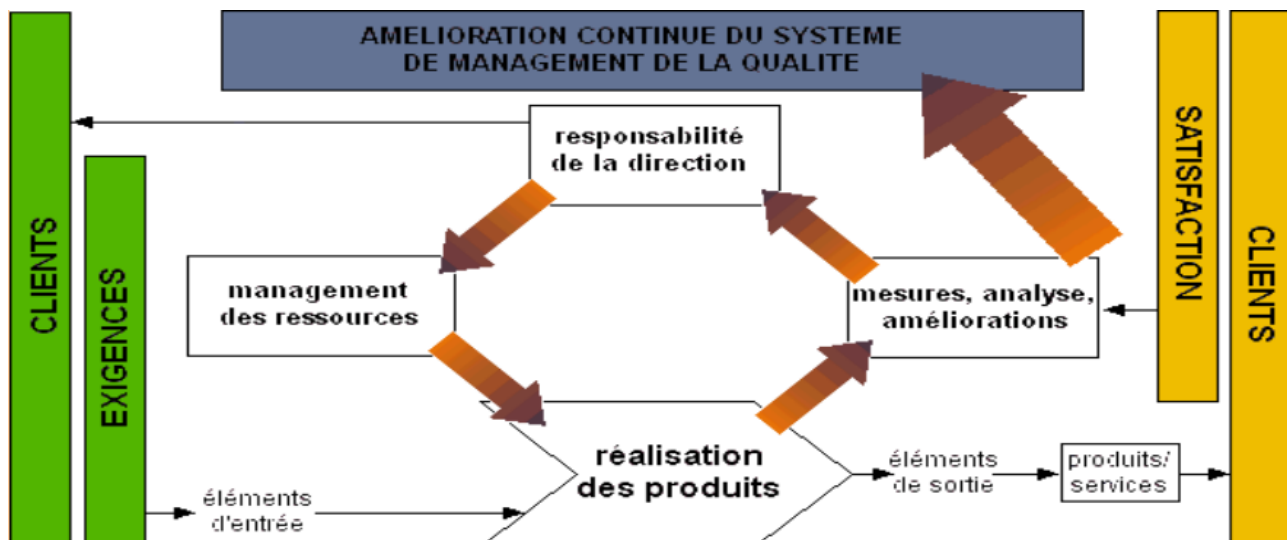 AMELIORATION CONTINUE DU SYSTEME
DE MANAGEMENT DE LA QUALITE
CLIENTS
EXIGENCES
responsabilité
de la direction
management
des ressources
mesures, analyse,
améliorations
SATISFACTION
CLIENTS
réalisation
des produits
éléments
d'entrée
éléments
de sortie
produits/
services